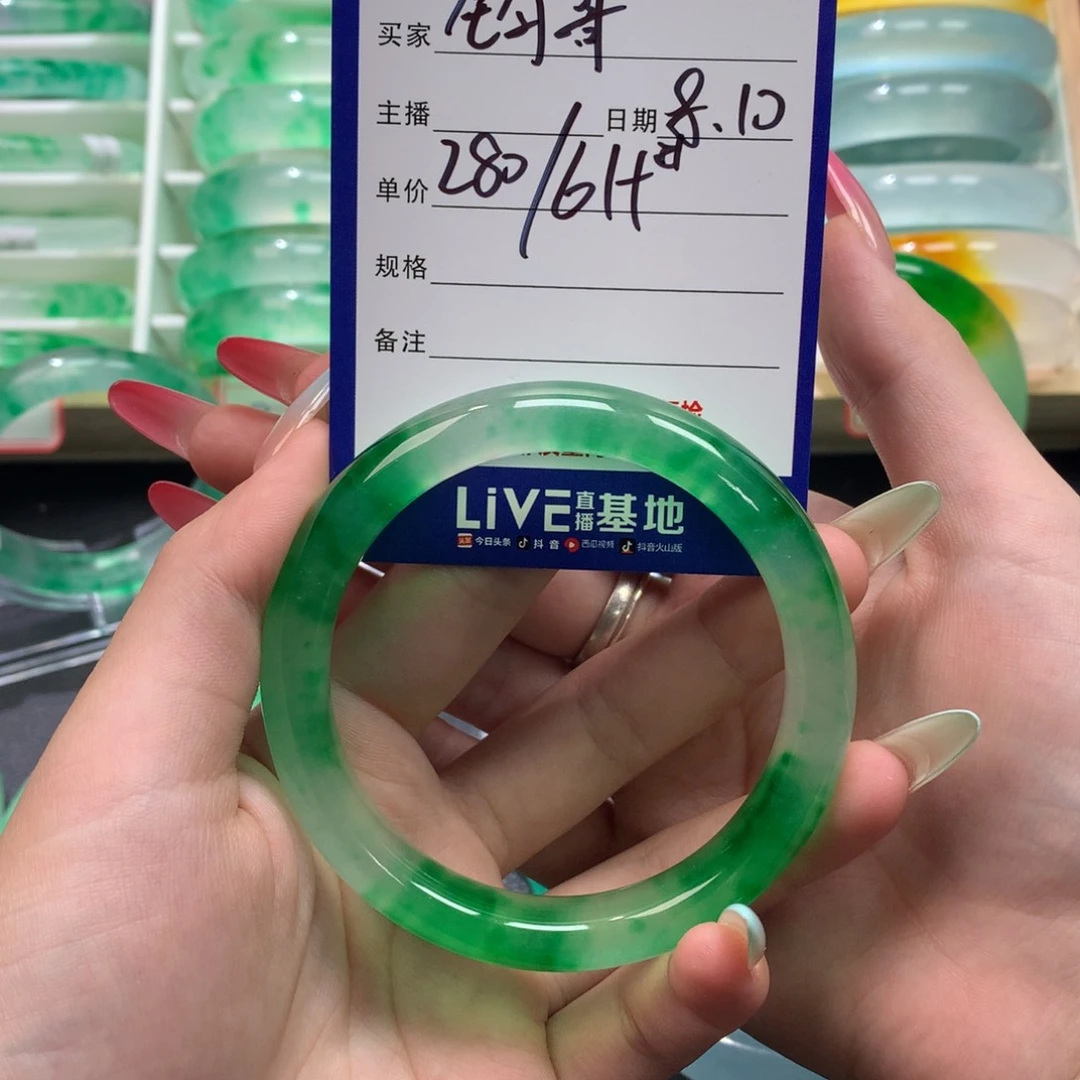 买家
主播 日期 8.10
单价 280/6H
规格
备注
LiVE直播基地
今日头条 抖音 西瓜视频 抖音火山版